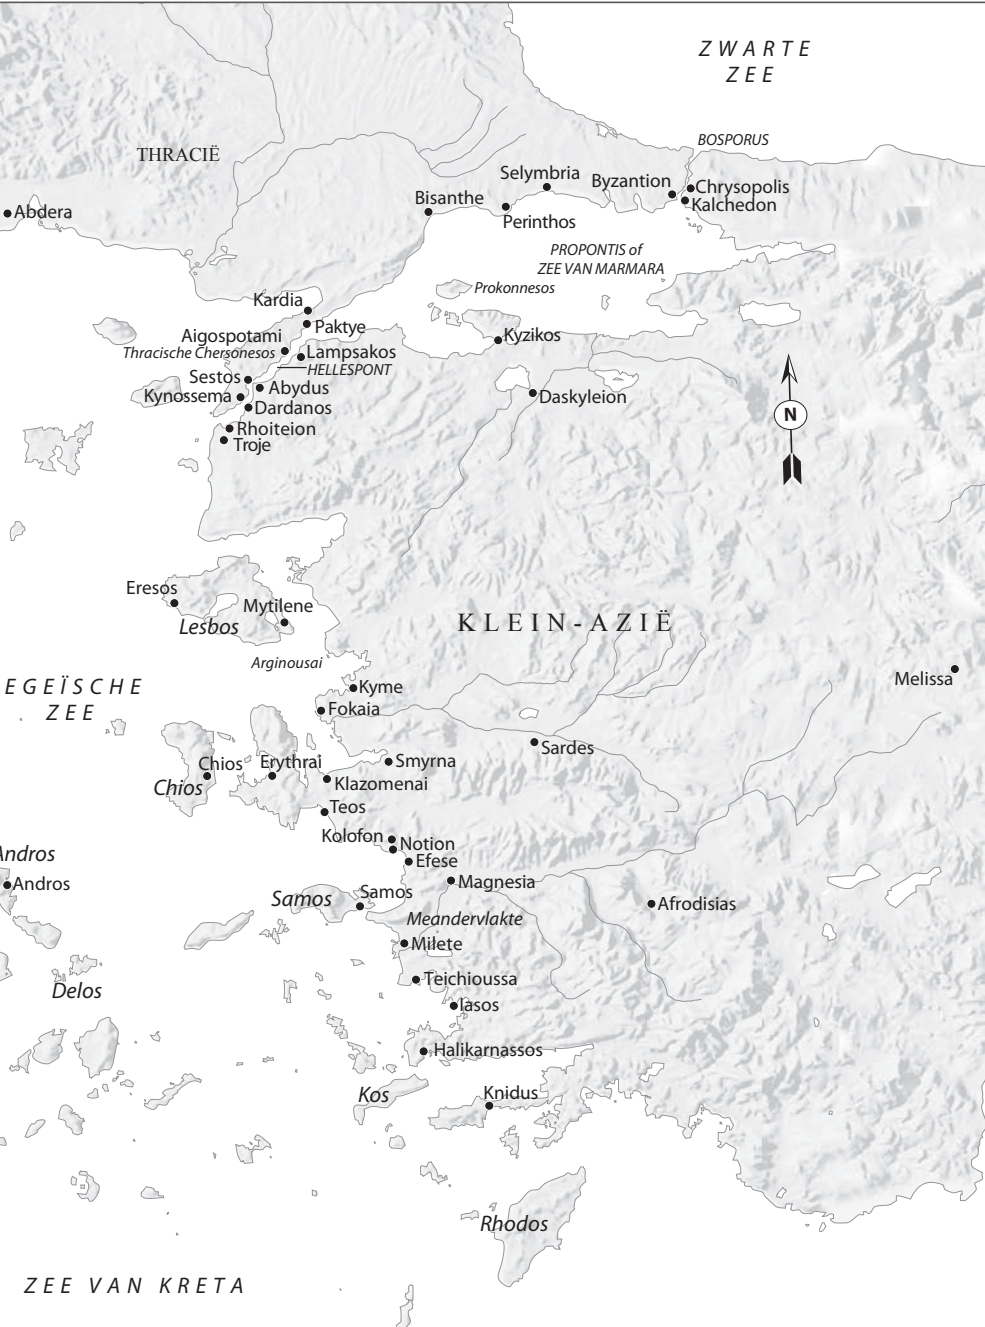 ZWARTE
ZEE
BOSPORUS
THRACIË
Selymbria
Byzantion
Chrysopolis
Bisanthe
Kalchedon
Abdera
Perinthos
PROPONTIS of
ZEE VAN MARMARA
Prokonnesos
Kardia
Paktye
Aigospotami
Kyzikos
Thracische Chersonesos
Lampsakos
HELLESPONT
Sestos
Abydus
Kynossema
Daskyleion
Dardanos
N
Rhoiteion
Troje
Eresos
Mytilene
Lesbos
KLEIN-AZIË
Arginousai
Melissa
EGEÏSCHE
ZEE
Kyme
Fokaia
Sardes
Chios
Erythrai
Smyrna
Chios
Klazomenai
Teos
Kolofon
Notion
Andros
Efese
Andros
Magnesia
Samos
Samos
Afrodisias
Meandervlakte
Milete
Teichioussa
Delos
Iasos
Halikarnassos
Kos
Knidus
Rhodos
ZEE VAN KRETA